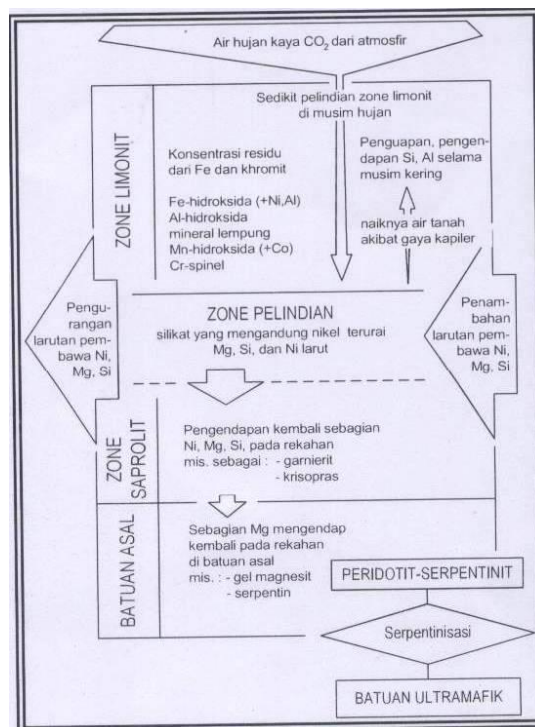 Air hujan kaya CO₂ dari atmosfir
Sedikit pelindian zone limonit
di musim hujan
ZONE LIMONIT
Konsentrasi residu
dari Fe dan khromit
Fe-hidroksida (+Ni,Al)
Al-hidroksida
mineral lempung
Mn-hidroksida (+Co)
Cr-spinel
Penguapan, pengen-
dapan Si, Al selama
musim kering
naiknya air tanah
akibat gaya kapiler
Pengu-
rangan
larutan pem-
bawa Ni,
Mg, Si
ZONE PELINDIAN
silikat yang mengandung nikel terurai
Mg, Si, dan Ni larut
Penam-
bahan
larutan pem-
bawa Ni,
Mg, Si
ZONE
SAPROLIT
Pengendapan kembali sebagian
Ni, Mg, Si, pada rekahan
mis. sebagai : - garnierit
- krisopras
BATUAN ASAL
Sebagian Mg mengendap
kembali pada rekahan
di batuan asal
mis. : - gel magnesit
- serpentin
PERIDOTIT-SERPENTINIT
Serpentinisasi
BATUAN ULTRAMAFIK